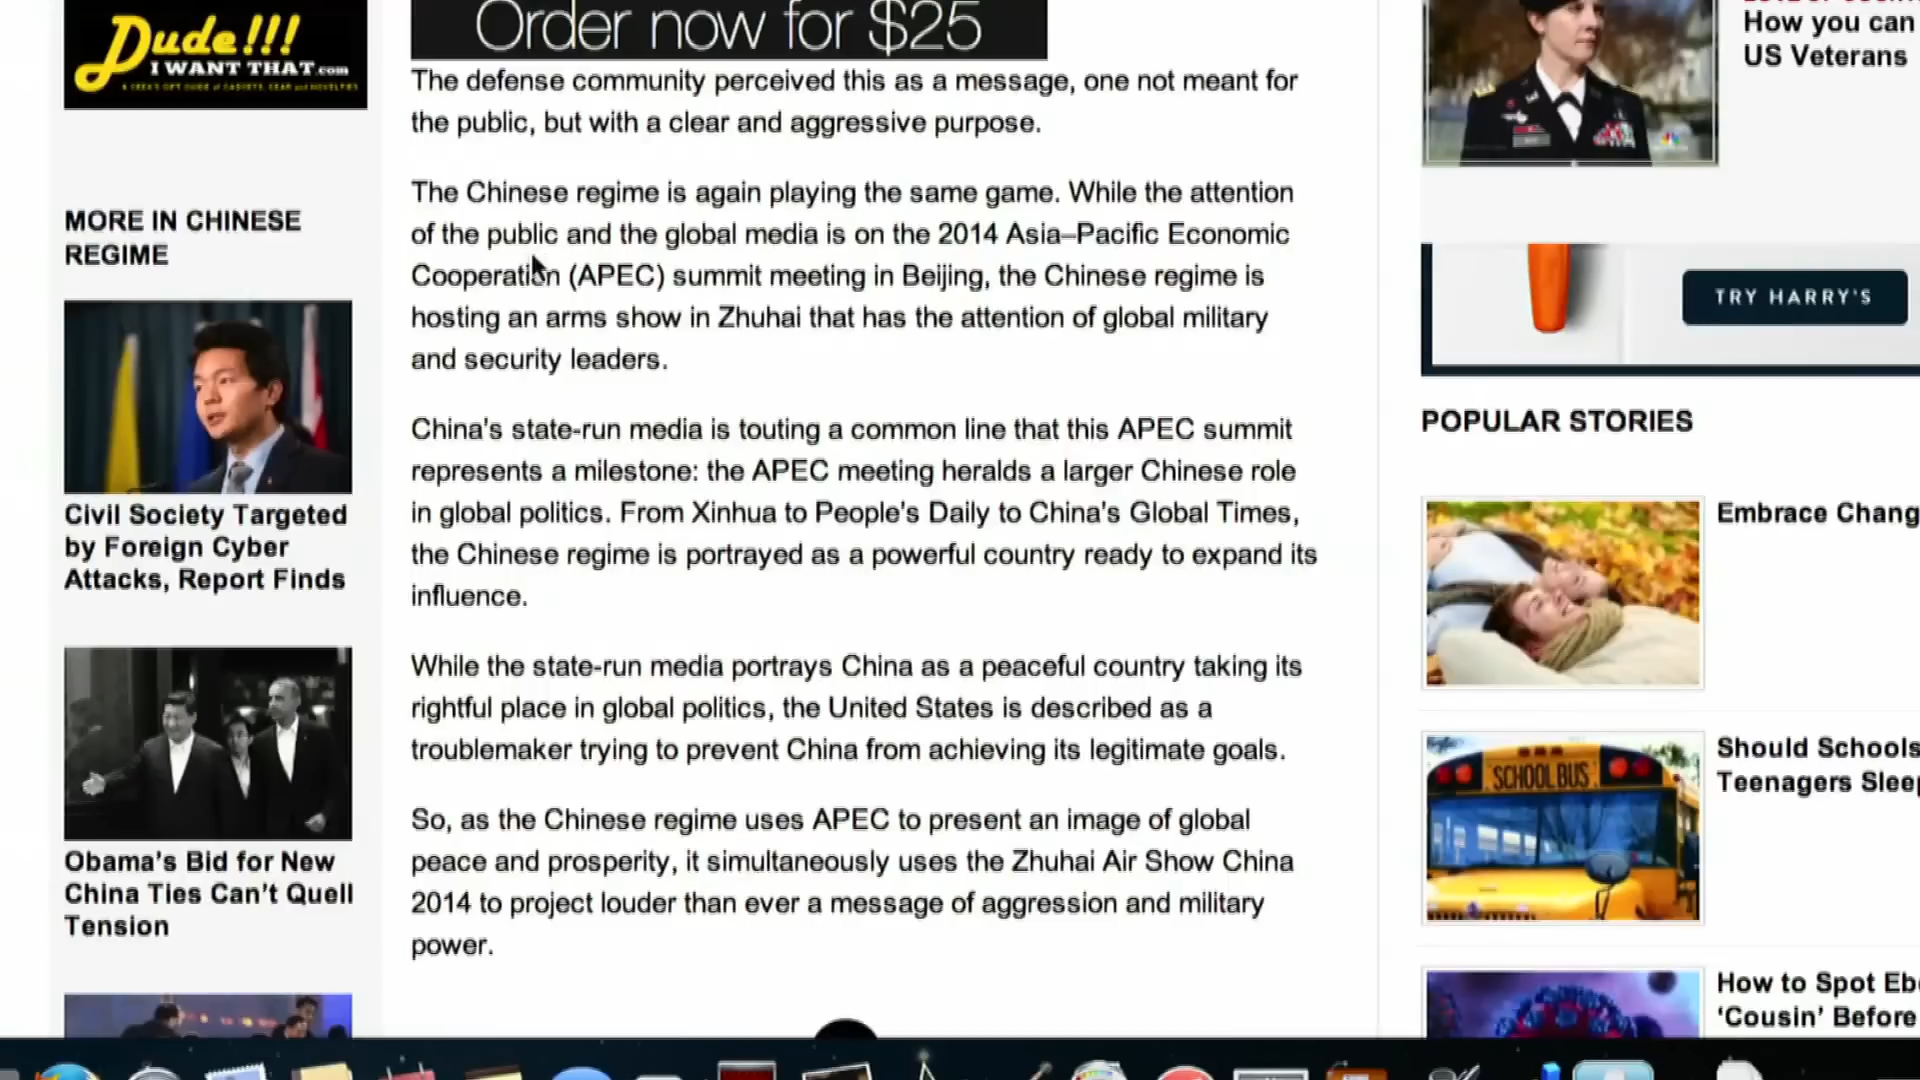 Dude!!!
I WANT THAT.com
MORE IN CHINESE
REGIME
Civil Society Targeted
by Foreign Cyber
Attacks, Report Finds
Obama's Bid for New
China Ties Can't Quell
Tension
Order now for $25
The defense community perceived this as a message, one not meant for
the public, but with a clear and aggressive purpose.
The Chinese regime is again playing the same game. While the attention
of the public and the global media is on the 2014 Asia–Pacific Economic
Cooperation (APEC) summit meeting in Beijing, the Chinese regime is
hosting an arms show in Zhuhai that has the attention of global military
and security leaders.
China's state-run media is touting a common line that this APEC summit
represents a milestone: the APEC meeting heralds a larger Chinese role
in global politics. From Xinhua to People's Daily to China's Global Times,
the Chinese regime is portrayed as a powerful country ready to expand its
influence.
While the state-run media portrays China as a peaceful country taking its
rightful place in global politics, the United States is described as a
troublemaker trying to prevent China from achieving its legitimate goals.
So, as the Chinese regime uses APEC to present an image of global
peace and prosperity, it simultaneously uses the Zhuhai Air Show China
2014 to project louder than ever a message of aggression and military
power.
How you can
US Veterans
TRY HARRY'S
POPULAR STORIES
Embrace Chang
Should Schools
Teenagers Sleep
SCHOOL BUS
How to Spot Eb
'Cousin' Before